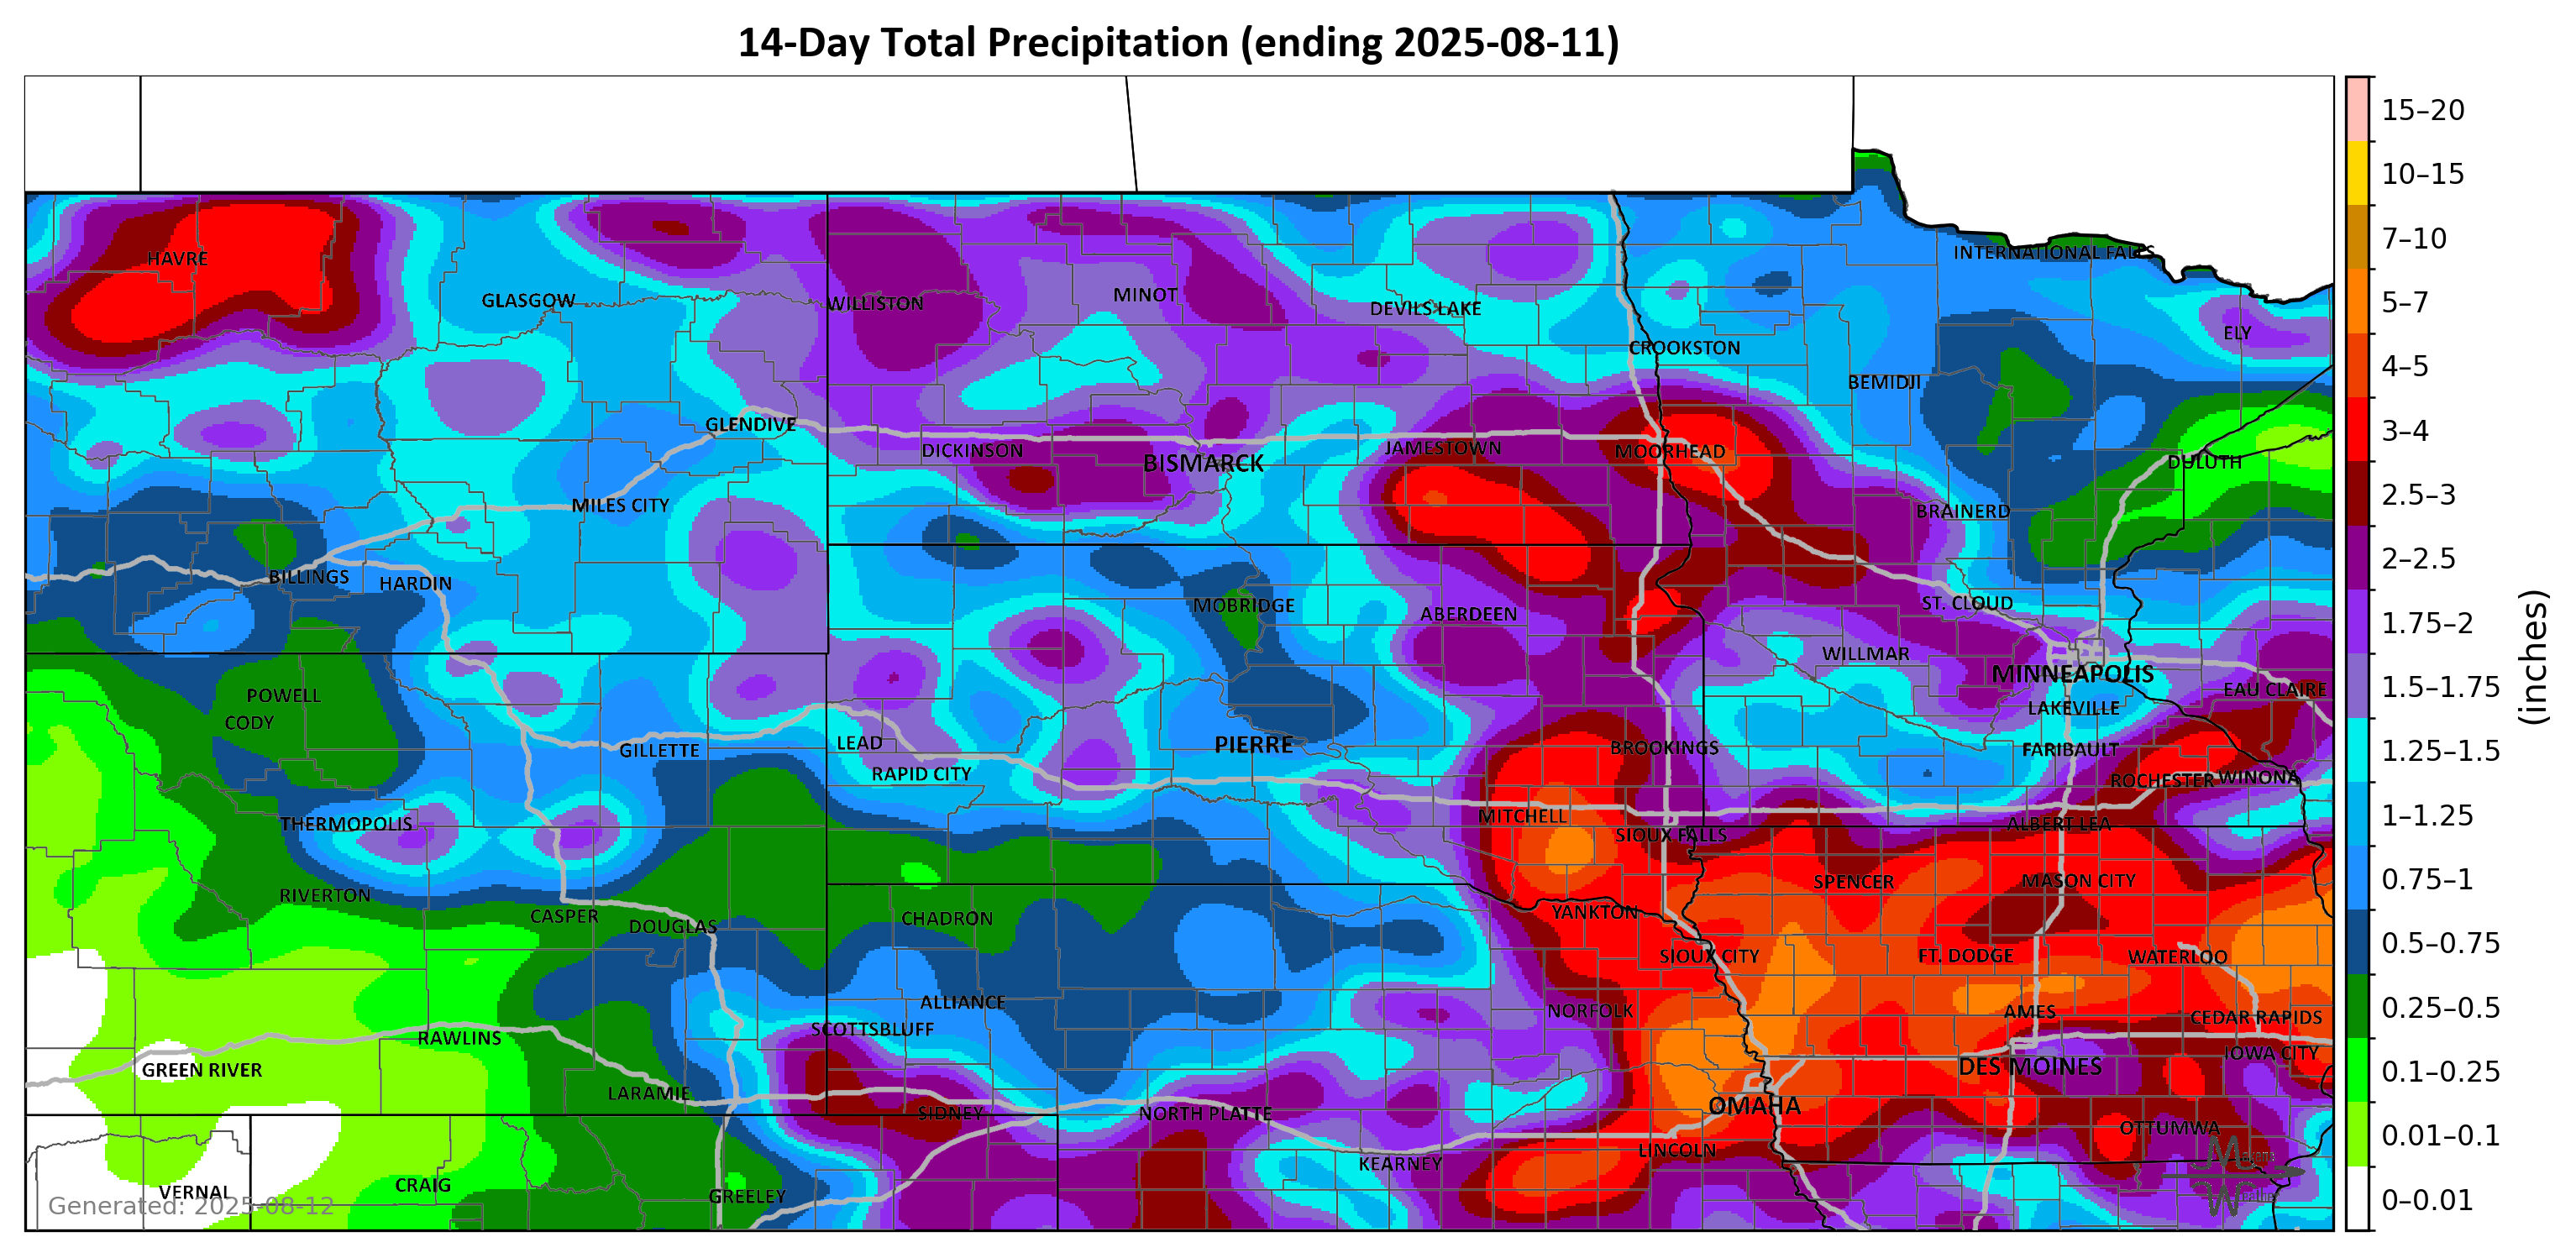 14-Day Total Precipitation (ending 2025-08-11)
15–20
10–15
7–10
5–7
4–5
3–4
2.5–3
2–2.5
1.75–2
1.5–1.75
1.25–1.5
1–1.25
0.75–1
0.5–0.75
0.25–0.5
0.1–0.25
0.01–0.1
0–0.01
(inches)
HAVRE
INTERNATIONAL FALLS
GLASGOW
WILLISTON
MINOT
DEVILS LAKE
ELY
CROOKSTON
BEMIDJI
GLENDIVE
DICKINSON
BISMARCK
JAMESTOWN
MOORHEAD
DULUTH
MILES CITY
BRAINERD
BILLINGS
HARDIN
MOBRIDGE
ABERDEEN
ST. CLOUD
WILLMAR
MINNEAPOLIS
POWELL
CODY
EAU CLAIRE
LAKEVILLE
GILLETTE
LEAD
PIERRE
BROOKINGS
FARIBAULT
RAPID CITY
ROCHESTER
WINONA
THERMOPOLIS
MITCHELL
SIOUX FALLS
ALBERT LEA
RIVERTON
SPENCER
MASON CITY
CASPER
DOUGLAS
CHADRON
YANKTON
SIOUX CITY
FT. DODGE
WATERLOO
ALLIANCE
NORFOLK
AMES
SCOTTSBLUFF
CEDAR RAPIDS
RAWLINS
IOWA CITY
GREEN RIVER
DES MOINES
LARAMIE
SIDNEY
NORTH PLATTE
OMAHA
OTTUMWA
LINCOLN
KEARNEY
VERNAL
CRAIG
GREELEY
Makens
Weather
Generated: 2025-08-12